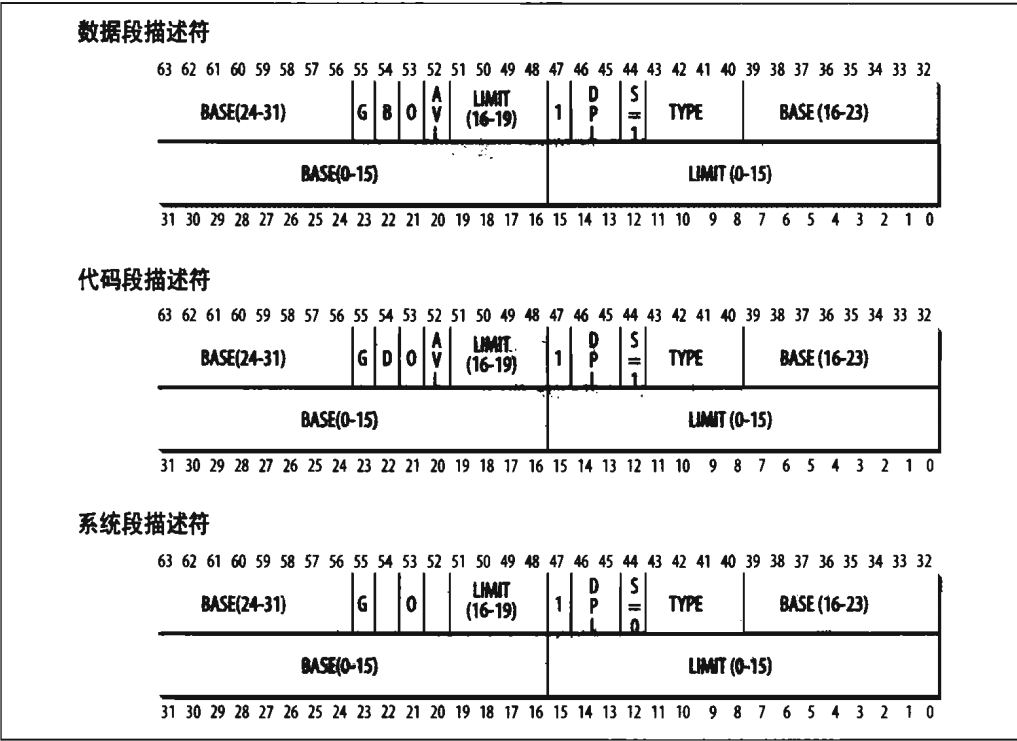 数据段描述符
63 62 61 60 59 58 57 56 55 54 53 52 51 50 49 48 47 46 45 44 43 42 41 40 39 38 37 36 35 34 33 32
BASE(24-31) G B 0 AVL LIMIT (16-19) 1 DPL S=1 TYPE BASE (16-23)
BASE(0-15) LIMIT (0-15)
31 30 29 28 27 26 25 24 23 22 21 20 19 18 17 16 15 14 13 12 11 10 9 8 7 6 5 4 3 2 1 0
代码段描述符
63 62 61 60 59 58 57 56 55 54 53 52 51 50 49 48 47 46 45 44 43 42 41 40 39 38 37 36 35 34 33 32
BASE(24-31) G D 0 AVL LIMIT (16-19) 1 DPL S=1 TYPE BASE (16-23)
BASE(0-15) LIMIT (0-15)
31 30 29 28 27 26 25 24 23 22 21 20 19 18 17 16 15 14 13 12 11 10 9 8 7 6 5 4 3 2 1 0
系统段描述符
63 62 61 60 59 58 57 56 55 54 53 52 51 50 49 48 47 46 45 44 43 42 41 40 39 38 37 36 35 34 33 32
BASE(24-31) G 0 LIMIT (16-19) 1 DPL S=0 TYPE BASE (16-23)
BASE(0-15) LIMIT (0-15)
31 30 29 28 27 26 25 24 23 22 21 20 19 18 17 16 15 14 13 12 11 10 9 8 7 6 5 4 3 2 1 0